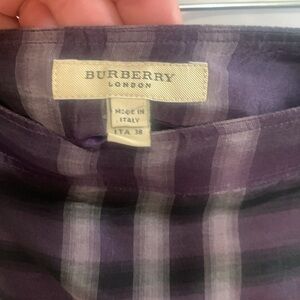 BURBERRY
LONDON
MADE IN
ITALY
ITA 38